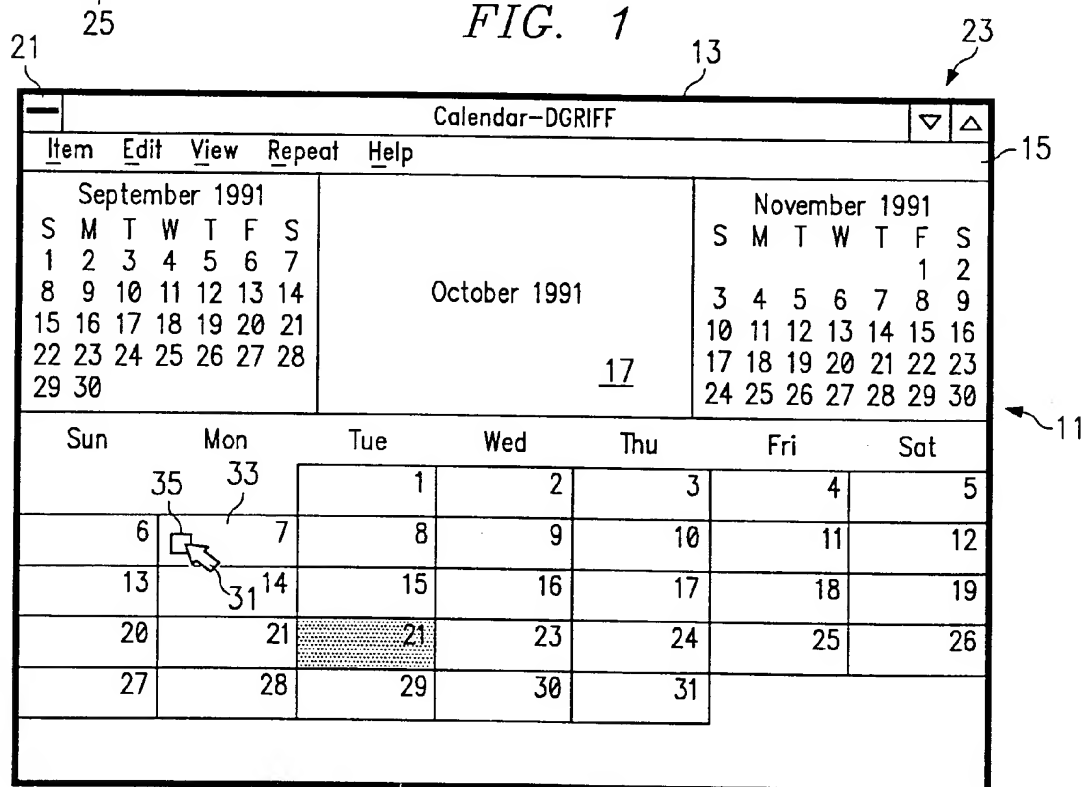 25
FIG. 1
21
13
23
Calendar-DGRIFF
Item Edit View Repeat Help
15
September 1991
S M T W T F S
1 2 3 4 5 6 7
8 9 10 11 12 13 14
15 16 17 18 19 20 21
22 23 24 25 26 27 28
29 30
October 1991
17
November 1991
S M T W T F S
1 2
3 4 5 6 7 8 9
10 11 12 13 14 15 16
17 18 19 20 21 22 23
24 25 26 27 28 29 30
11
Sun Mon Tue Wed Thu Fri Sat
35 33
1 2 3 4 5
6 7 8 9 10 11 12
13 31 14 15 16 17 18 19
20 21 21 23 24 25 26
27 28 29 30 31